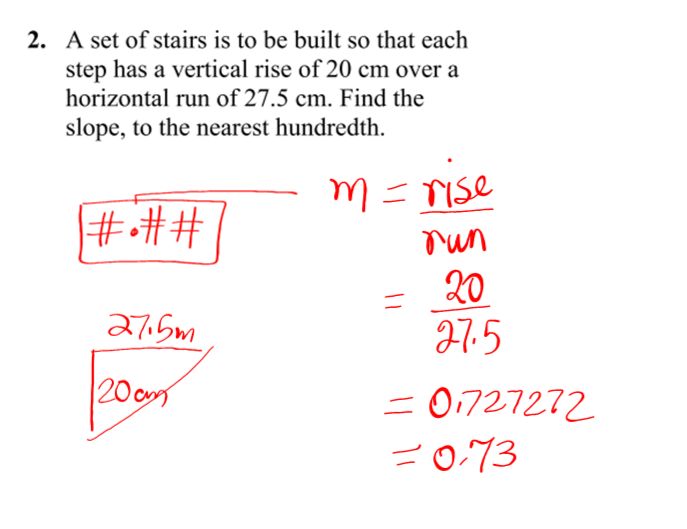 2. A set of stairs is to be built so that each
step has a vertical rise of 20 cm over a
horizontal run of 27.5 cm. Find the
slope, to the nearest hundredth.
#.##
m = rise
run
= 20
27.5
= 0.727272
= 0.73
27.5m
20cm